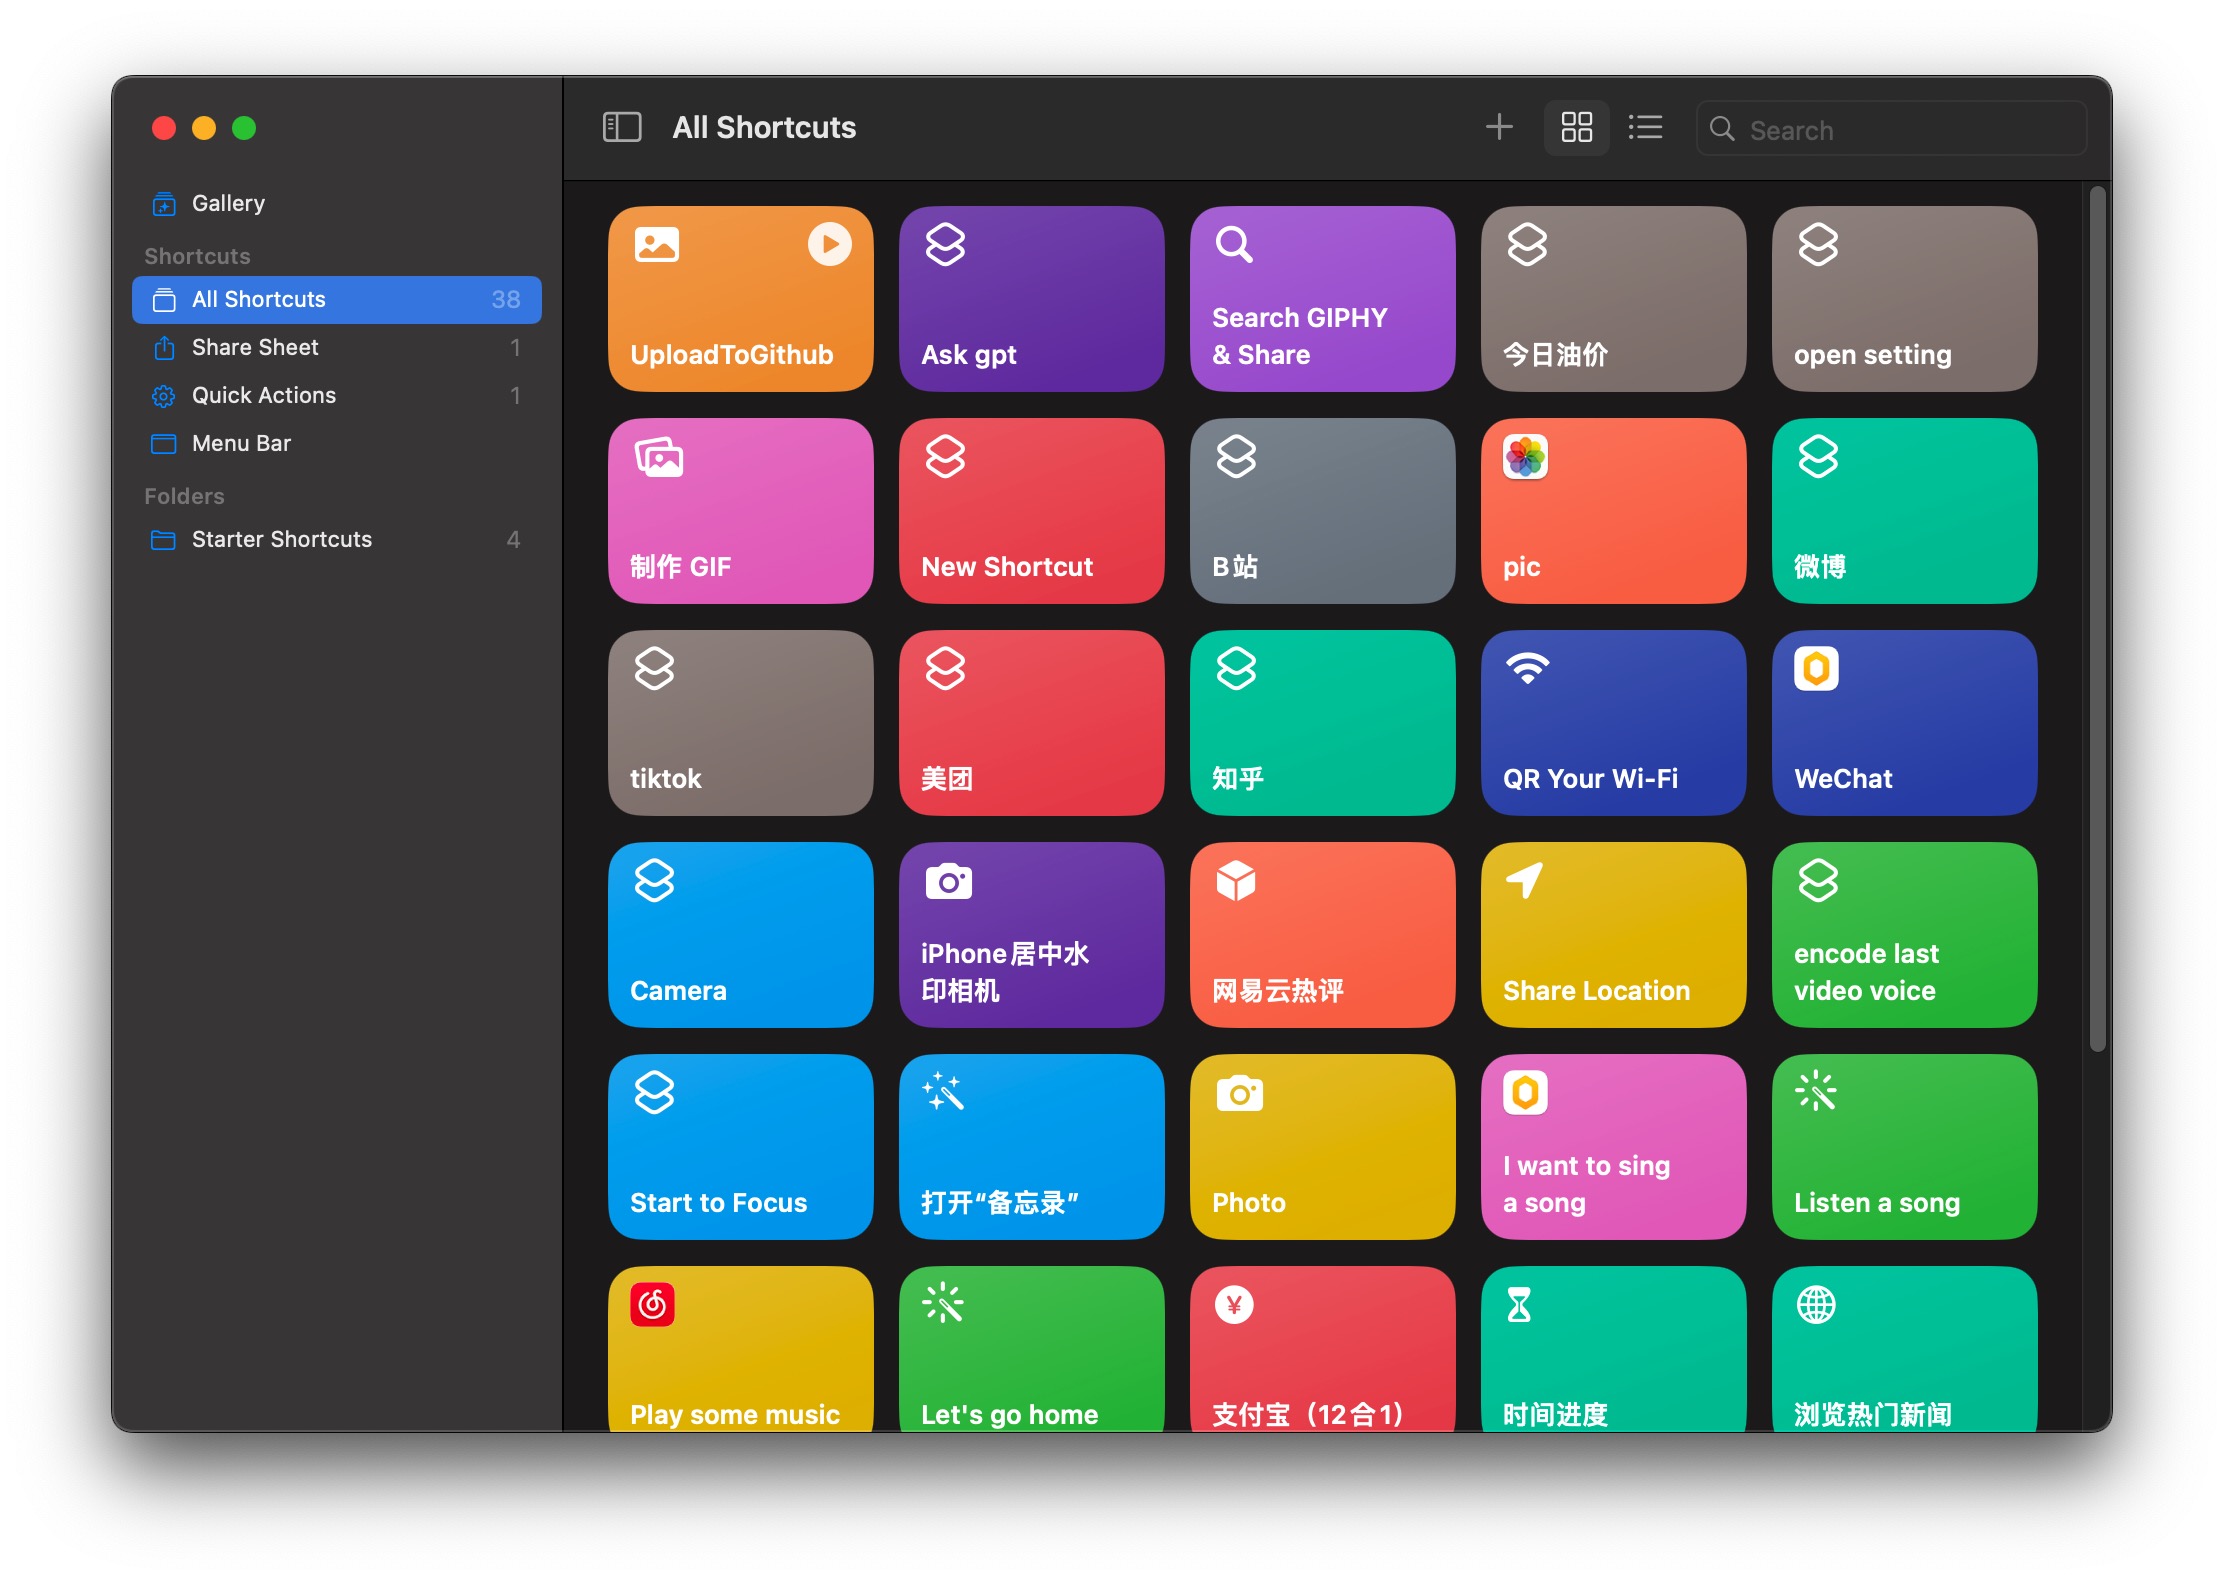 All Shortcuts
Search
Gallery
Shortcuts
All Shortcuts 38
Share Sheet 1
Quick Actions 1
Menu Bar
Folders
Starter Shortcuts 4
UploadToGithub
Ask gpt
Search GIPHY
& Share
今日油价
open setting
制作 GIF
New Shortcut
B站
pic
微博
tiktok
美团
知乎
QR Your Wi-Fi
WeChat
Camera
iPhone居中水
印相机
网易云热评
Share Location
encode last
video voice
Start to Focus
打开“备忘录”
Photo
I want to sing
a song
Listen a song
Play some music
Let's go home
¥
支付宝（12合1）
时间进度
浏览热门新闻